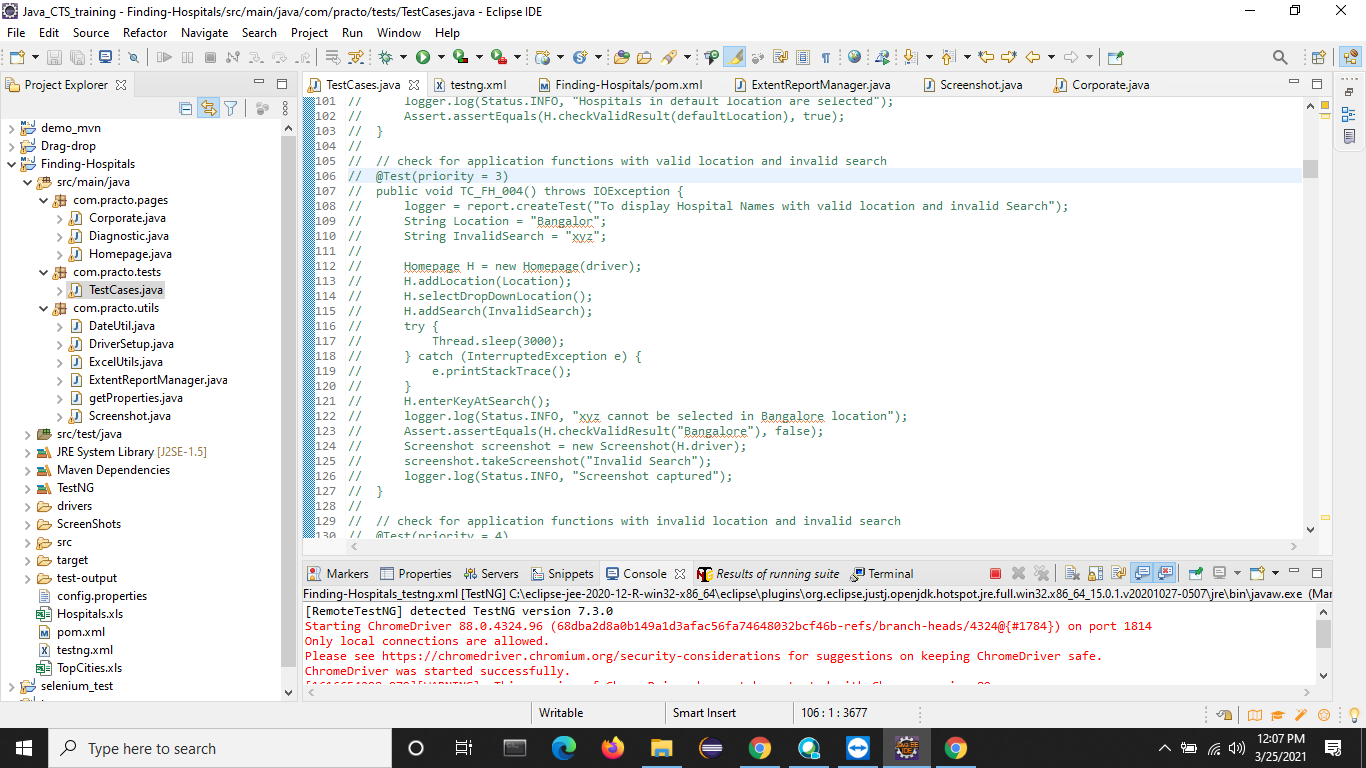 Java_CTS_training - Finding-Hospitals/src/main/java/com/practo/tests/TestCases.java - Eclipse IDE
File Edit Source Refactor Navigate Search Project Run Window Help
Project Explorer
demo_mvn
Drag-drop
Finding-Hospitals
src/main/java
com.practo.pages
Corporate.java
Diagnostic.java
Homepage.java
com.practo.tests
TestCases.java
com.practo.utils
DateUtil.java
DriverSetup.java
ExcelUtils.java
ExtentReportManager.java
getProperties.java
Screenshot.java
src/test/java
JRE System Library [J2SE-1.5]
Maven Dependencies
TestNG
drivers
ScreenShots
src
target
test-output
config.properties
Hospitals.xls
pom.xml
testng.xml
TopCities.xls
selenium_test
TestCases.java testng.xml Finding-Hospitals/pom.xml ExtentReportManager.java Screenshot.java Corporate.java
101 // logger.log(Status.INFO, "Hospitals in default location are selected");
102 // Assert.assertEquals(H.checkValidResult(defaultLocation), true);
103 // }
104 //
105 // // check for application functions with valid location and invalid search
106 // @Test(priority = 3)
107 // public void TC_FH_004() throws IOException {
108 // logger = report.createTest("To display Hospital Names with valid location and invalid Search");
109 // String Location = "Bangalor";
110 // String InvalidSearch = "xyz";
111 //
112 // Homepage H = new Homepage(driver);
113 // H.addLocation(Location);
114 // H.selectDropDownLocation();
115 // H.addSearch(InvalidSearch);
116 // try {
117 // Thread.sleep(3000);
118 // } catch (InterruptedException e) {
119 // e.printStackTrace();
120 // }
121 // H.enterKeyAtSearch();
122 // logger.log(Status.INFO, "xyz cannot be selected in Bangalore location");
123 // Assert.assertEquals(H.checkValidResult("Bangalore"), false);
124 // Screenshot screenshot = new Screenshot(H.driver);
125 // screenshot.takeScreenshot("Invalid Search");
126 // logger.log(Status.INFO, "Screenshot captured");
127 // }
128 //
129 // // check for application functions with invalid location and invalid search
130 // @Test(priority = 4)
Markers Properties Servers Snippets Console Results of running suite Terminal
Finding-Hospitals_testng.xml [TestNG] C:\eclipse-jee-2020-12-R-win32-x86_64\eclipse\plugins\org.eclipse.justj.openjdk.hotspot.jre.full.win32.x86_64_15.0.1.v20201027-0507\jre\bin\javaw.exe (Mar
[RemoteTestNG] detected TestNG version 7.3.0
Starting ChromeDriver 88.0.4324.96 (68dba2d8a0b149a1d3afac56fa74648032bcf46b-refs/branch-heads/4324@{#1784}) on port 1814
Only local connections are allowed.
Please see https://chromedriver.chromium.org/security-considerations for suggestions on keeping ChromeDriver safe.
ChromeDriver was started successfully.
Writable Smart Insert 106 : 1 : 3677
Type here to search
12:07 PM
3/25/2021